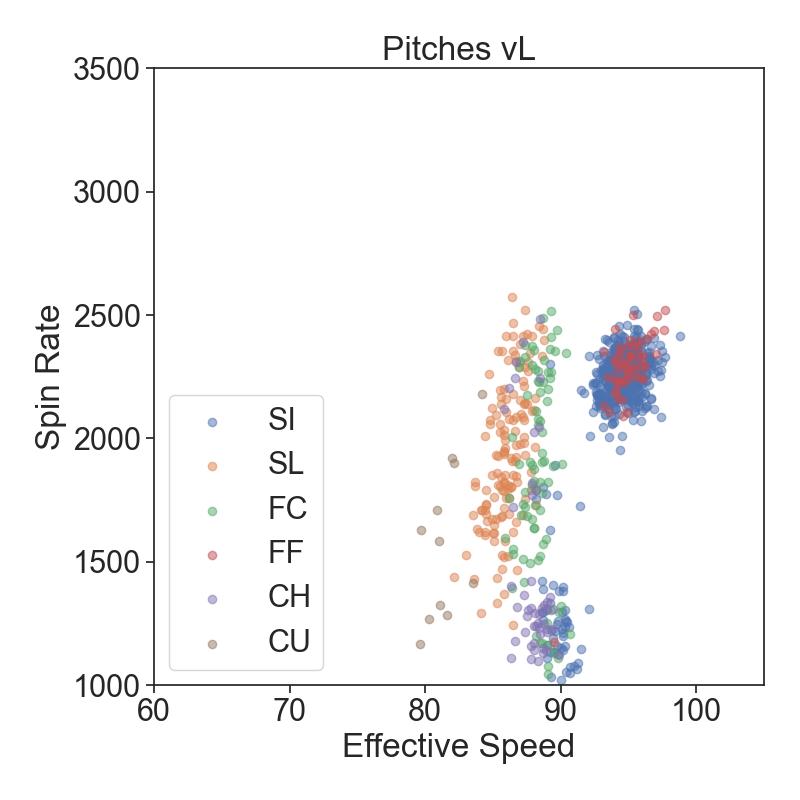 Pitches vL
3500
3000
2500
2000
1500
1000
Spin Rate
SI
SL
FC
FF
CH
CU
60 70 80 90 100
Effective Speed